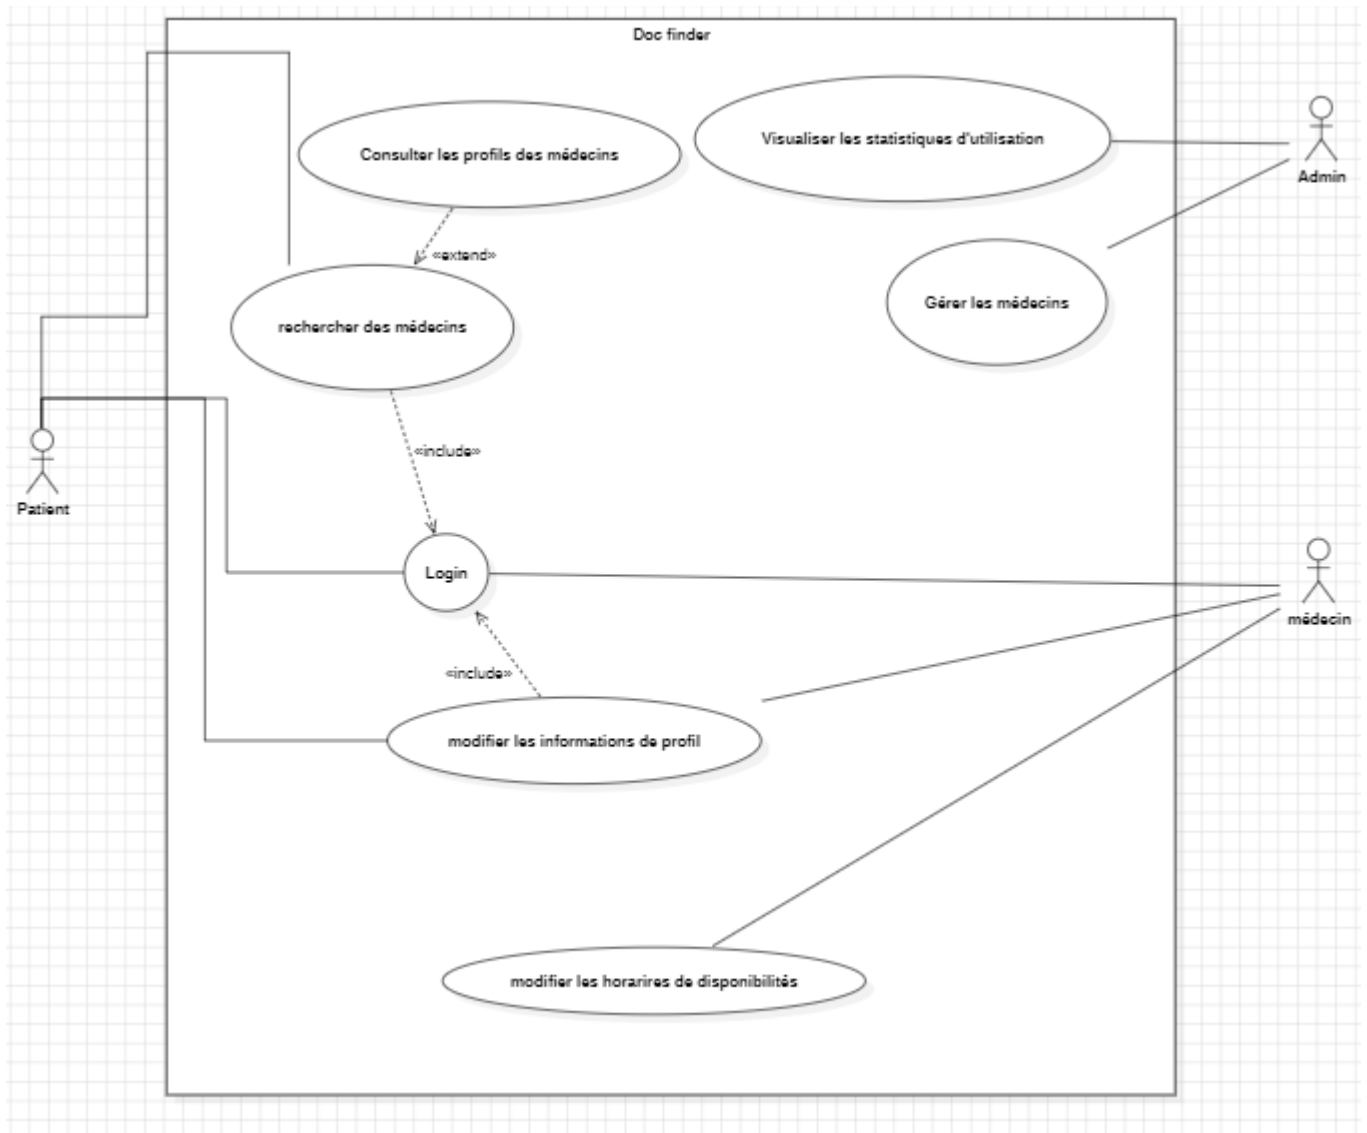 Doc finder
Consulter les profils des médecins
Visualiser les statistiques d'utilisation
Admin
«extend»
Gérer les médecins
rechercher des médecins
«include»
Patient
Login
médecin
«include»
modifier les informations de profil
modifier les horarires de disponibilités